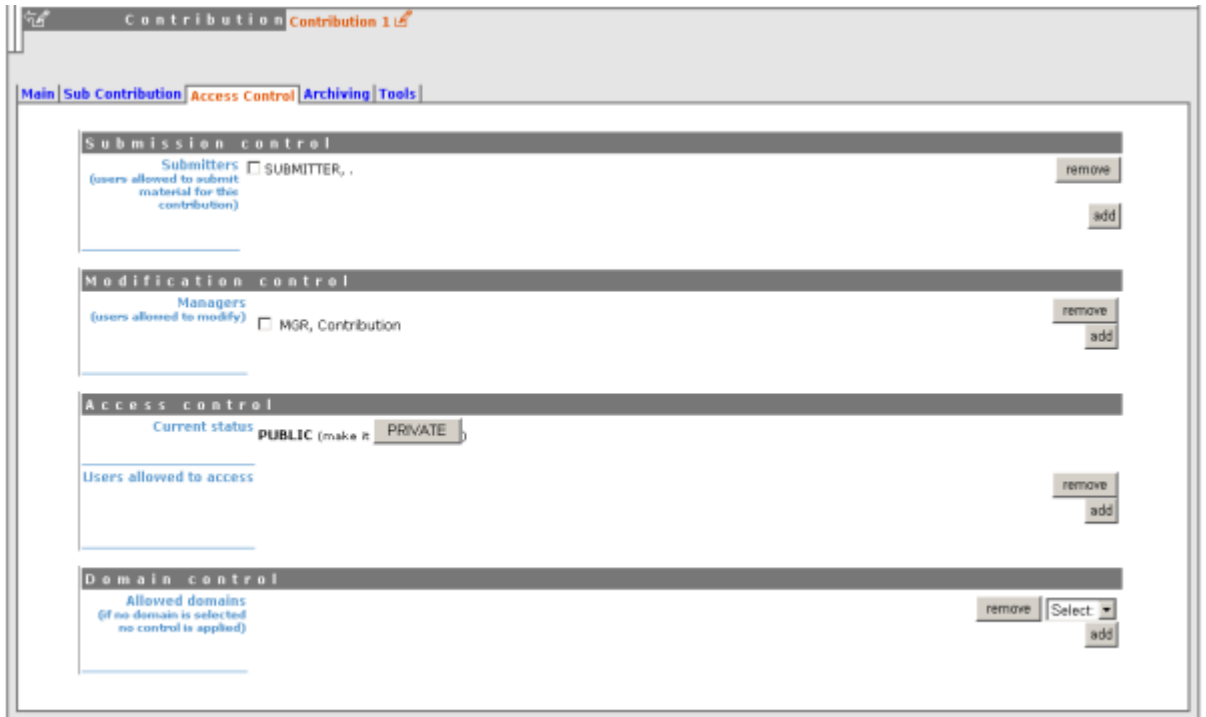 Contribution Contribution 1
Main Sub Contribution Access Control Archiving Tools
Submission control
Submitters
(users allowed to submit
material for this
contribution)
SUBMITTER, .
remove
add
Modification control
Managers
(users allowed to modify)
MGR, Contribution
remove
add
Access control
Current status
PUBLIC (make it PRIVATE )
Users allowed to access
remove
add
Domain control
Allowed domains
(if no domain is selected
no control is applied)
remove Select:
add